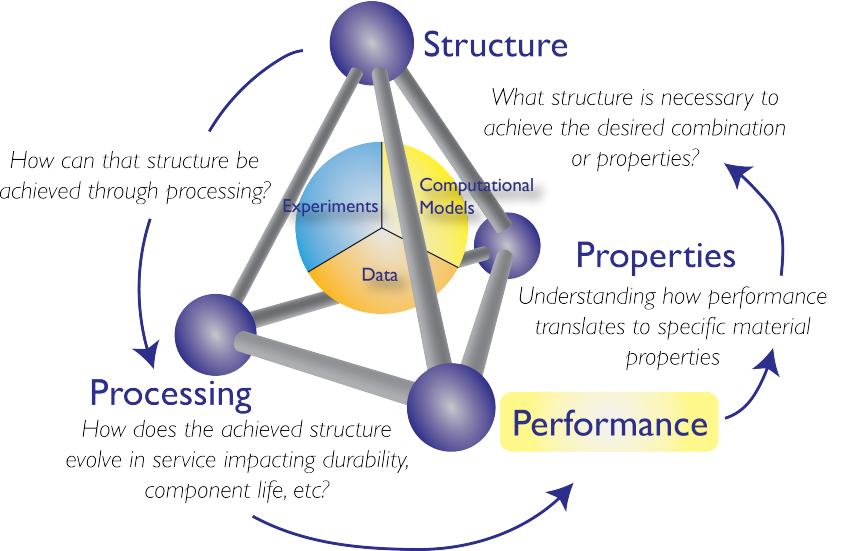 Structure
What structure is necessary to
achieve the desired combination
or properties?
How can that structure be
achieved through processing?
Experiments
Computational
Models
Data
Properties
Understanding how performance
translates to specific material
properties
Processing
How does the achieved structure
evolve in service impacting durability,
component life, etc?
Performance